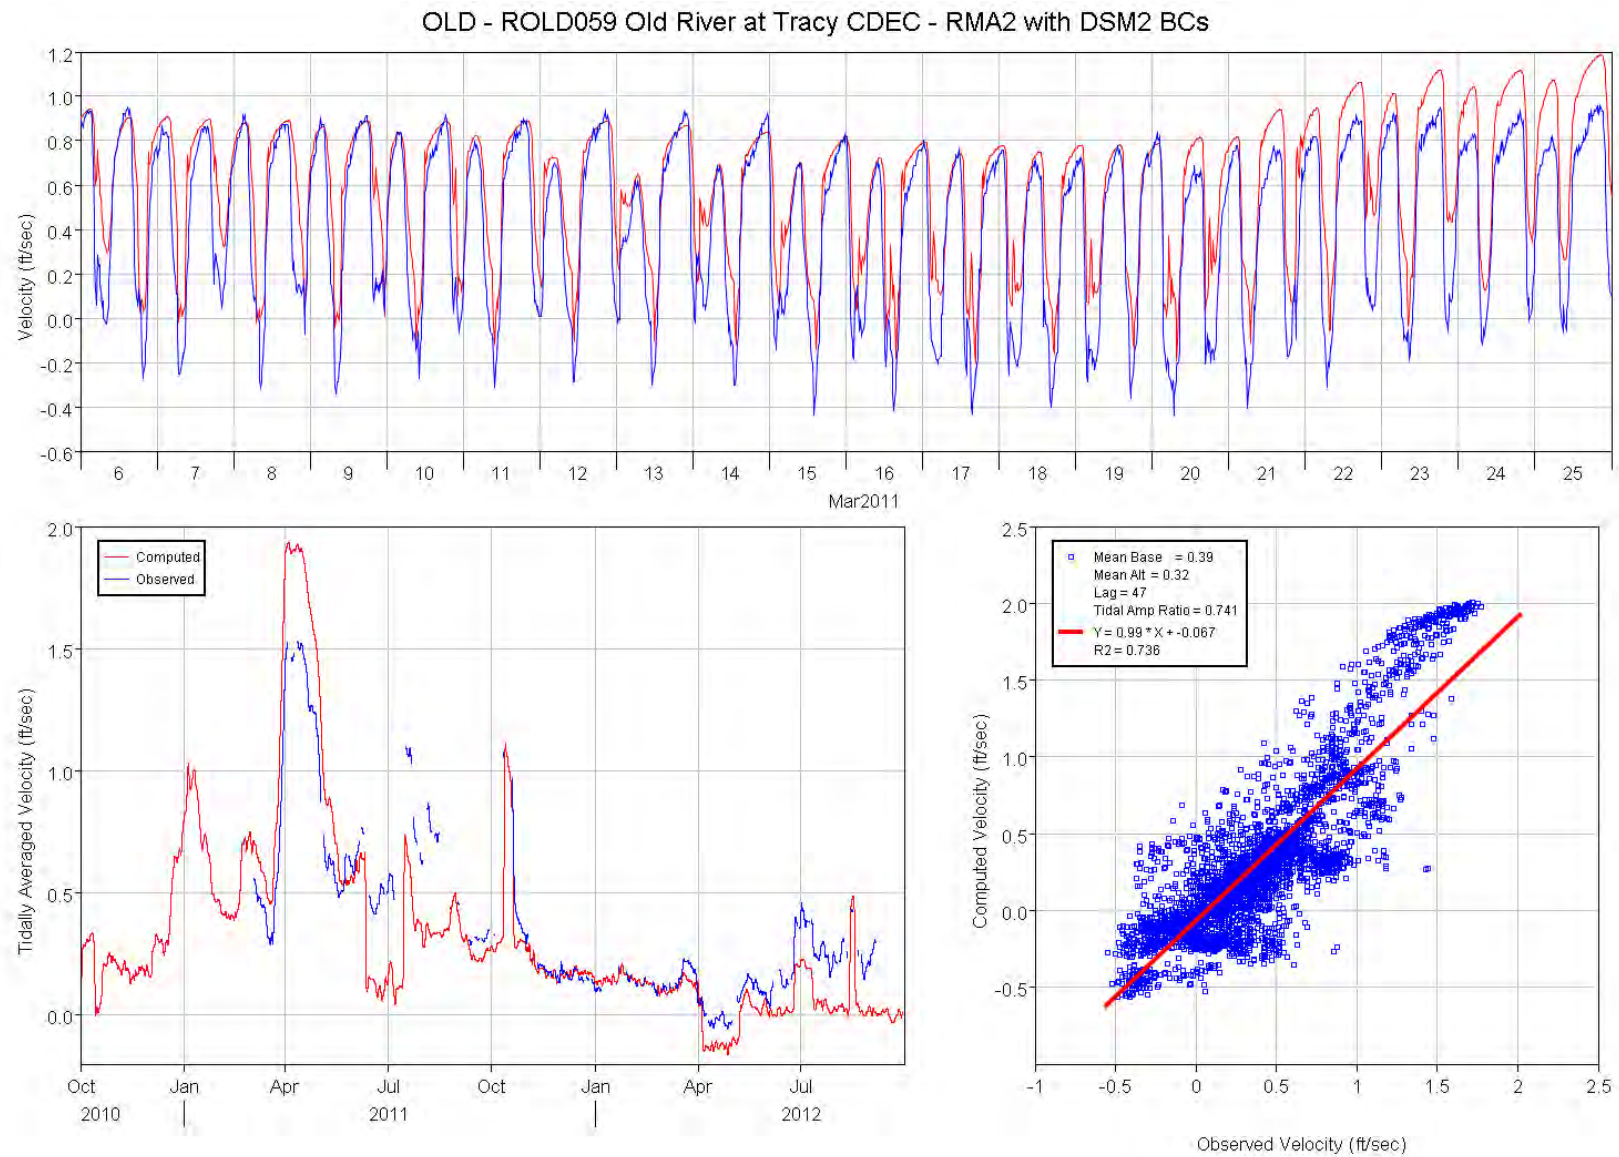 OLD - ROLD059 Old River at Tracy CDEC - RMA2 with DSM2 BCs
1.2
1.0
0.8
0.6
0.4
0.2
0.0
-0.2
-0.4
-0.6
Velocity (ft/sec)
6 7 8 9 10 11 12 13 14 15 16 17 18 19 20 21 22 23 24 25
Mar2011
2.0
1.5
1.0
0.5
0.0
Tidally Averaged Velocity (ft/sec)
Computed
Observed
Oct Jan Apr Jul Oct Jan Apr Jul
2010 2011 2012
2.5
2.0
1.5
1.0
0.5
0.0
-0.5
Computed Velocity (ft/sec)
Mean Base = 0.39
Mean Alt = 0.32
Lag = 47
Tidal Amp Ratio = 0.741
Y = 0.99 * X + -0.067
R2 = 0.736
-1 -0.5 0 0.5 1 1.5 2 2.5
Observed Velocity (ft/sec)